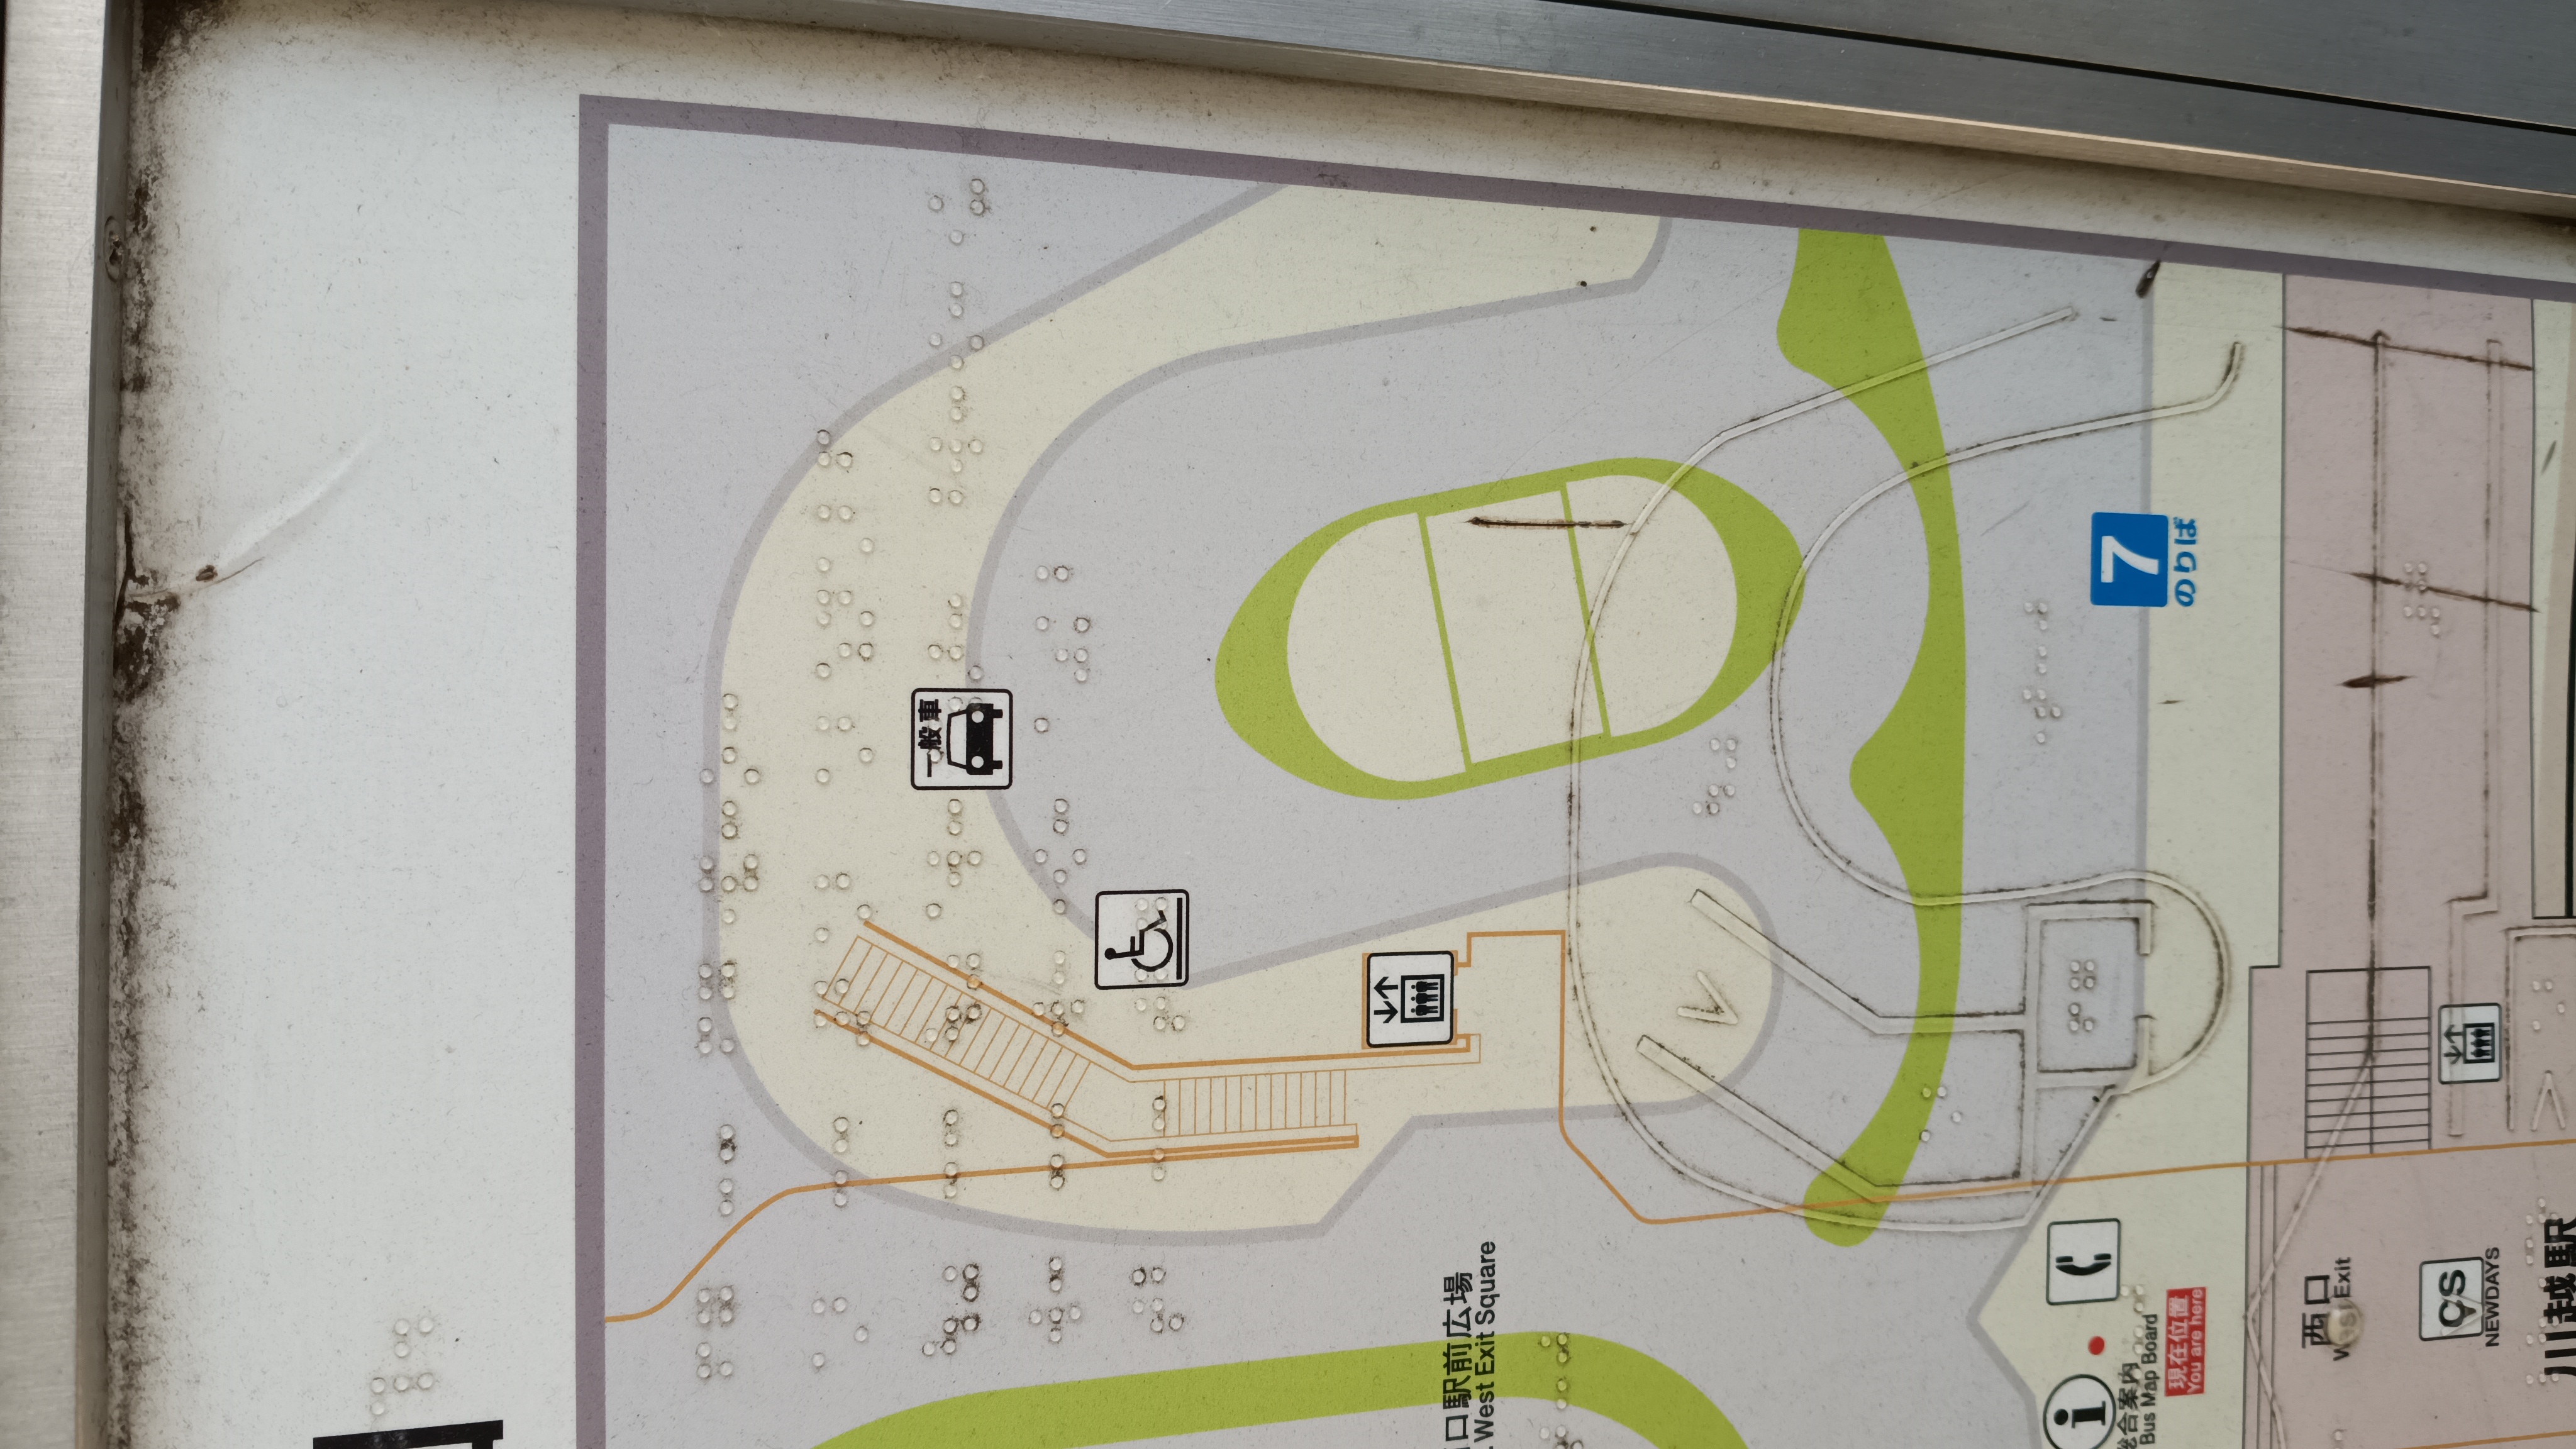 一般車
口駅前広場
. West Exit Square
7
のりば
i
総合案内
Bus Map Board
現在位置
You are here
西口
West Exit
CS
NEWDAYS
川越駅